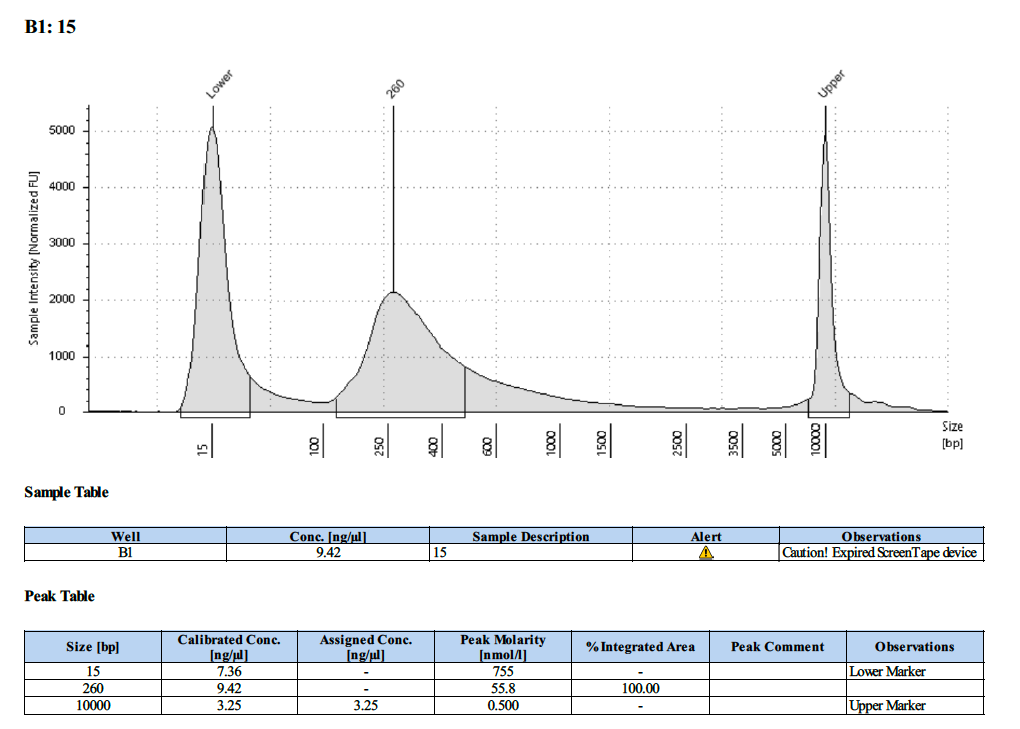 B1: 15
Lower
260
Upper
Sample Intensity [Normalized FU]
5000
4000
3000
2000
1000
0
15
100
250
400
600
1000
1500
2500
3500
5000
10000
Size
[bp]
Sample Table
Well Conc. [ng/µl] Sample Description Alert Observations
B1 9.42 15 Caution! Expired ScreenTape device
Peak Table
Size [bp] Calibrated Conc. [ng/µl] Assigned Conc. [ng/µl] Peak Molarity [nmol/l] % Integrated Area Peak Comment Observations
15 7.36 - 755 - Lower Marker
260 9.42 - 55.8 100.00
10000 3.25 3.25 0.500 - Upper Marker